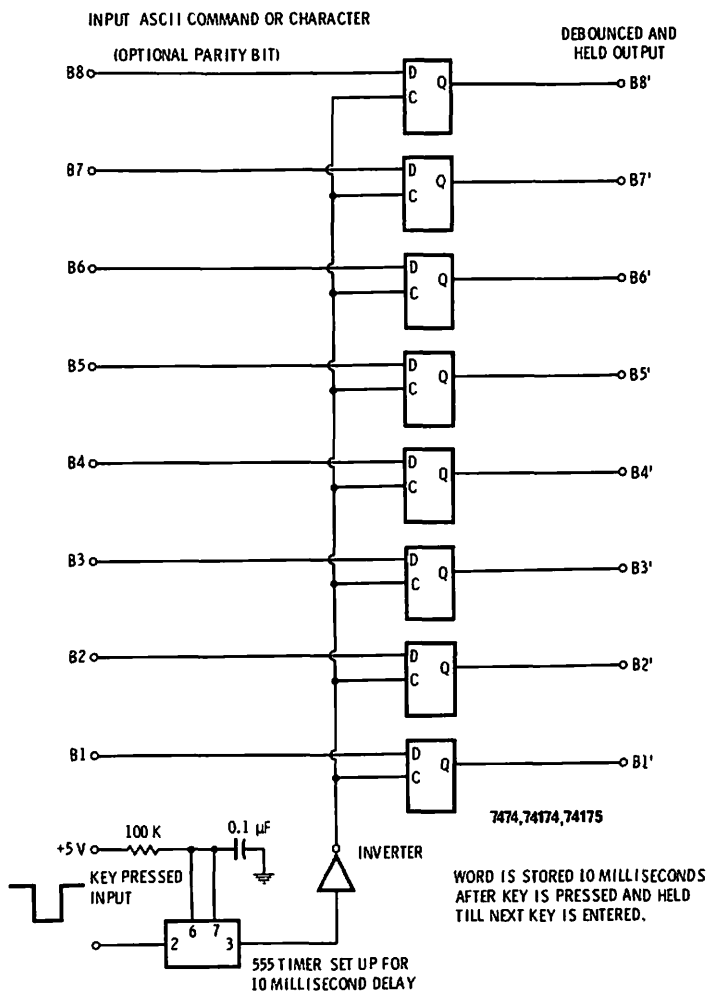 INPUT ASCII COMMAND OR CHARACTER
(OPTIONAL PARITY BIT)
DEBOUNCED AND
HELD OUTPUT
B8
D
C
Q
B8'
B7
D
C
Q
B7'
B6
D
C
Q
B6'
B5
D
C
Q
B5'
B4
D
C
Q
B4'
B3
D
C
Q
B3'
B2
D
C
Q
B2'
B1
D
C
Q
B1'
7474,74174,74175
+5 V
100 K
0.1 µF
INVERTER
KEY PRESSED
INPUT
2
6
7
3
555 TIMER SET UP FOR
10 MILLISECOND DELAY
WORD IS STORED 10 MILLISECONDS
AFTER KEY IS PRESSED AND HELD
TILL NEXT KEY IS ENTERED.